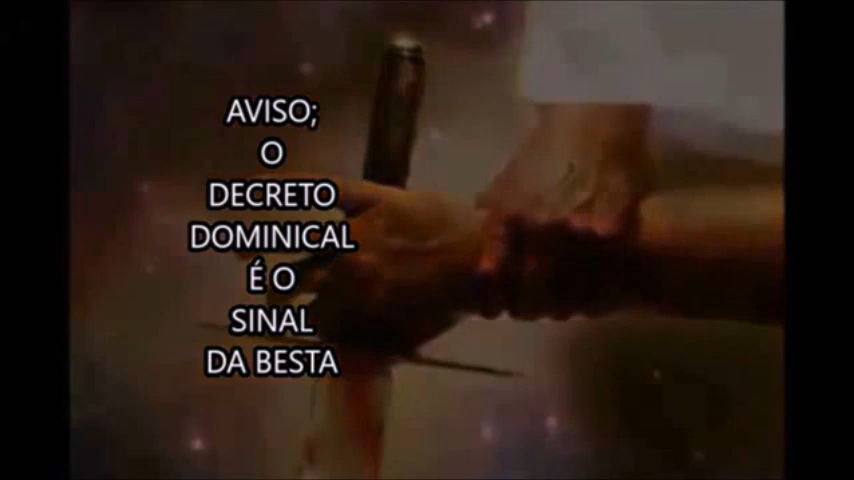 AVISO;
O
DECRETO
DOMINICAL
É O
SINAL
DA BESTA